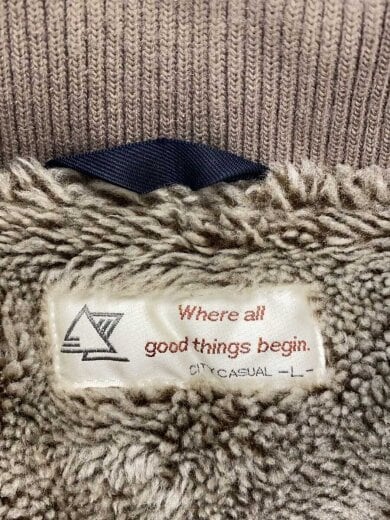 Where all
good things begin.
CITY CASUAL -L-